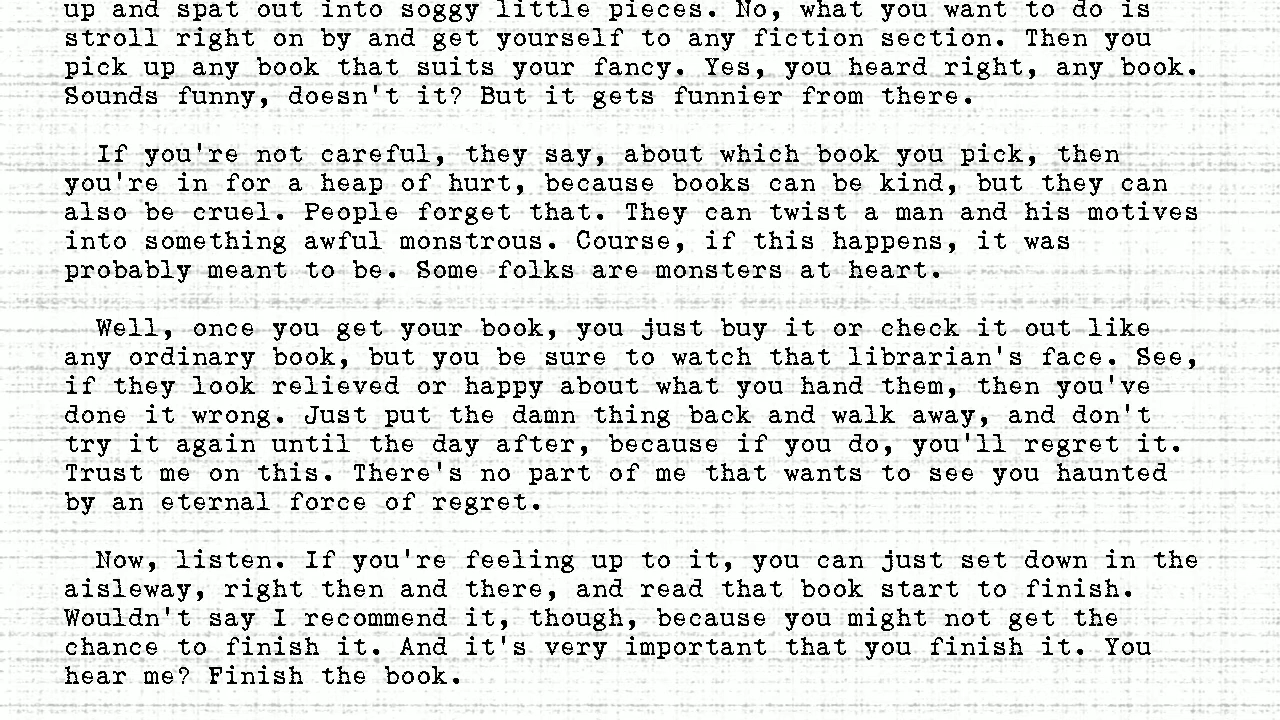 up and spat out into soggy little pieces. No, what you want to do is
stroll right on by and get yourself to any fiction section. Then you
pick up any book that suits your fancy. Yes, you heard right, any book.
Sounds funny, doesn't it? But it gets funnier from there.
If you're not careful, they say, about which book you pick, then
you're in for a heap of hurt, because books can be kind, but they can
also be cruel. People forget that. They can twist a man and his motives
into something awful monstrous. Course, if this happens, it was
probably meant to be. Some folks are monsters at heart.
Well, once you get your book, you just buy it or check it out like
any ordinary book, but you be sure to watch that librarian's face. See,
if they look relieved or happy about what you hand them, then you've
done it wrong. Just put the damn thing back and walk away, and don't
try it again until the day after, because if you do, you'll regret it.
Trust me on this. There's no part of me that wants to see you haunted
by an eternal force of regret.
Now, listen. If you're feeling up to it, you can just set down in the
aisleway, right then and there, and read that book start to finish.
Wouldn't say I recommend it, though, because you might not get the
chance to finish it. And it's very important that you finish it. You
hear me? Finish the book.